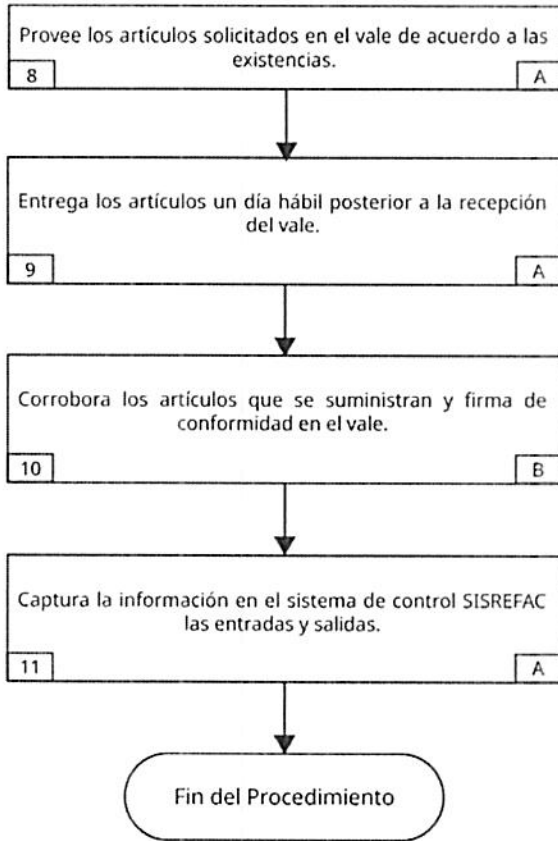 Provee los artículos solicitados en el vale de acuerdo a las
existencias.
8
A
Entrega los artículos un día hábil posterior a la recepción
del vale.
9
A
Corrobora los artículos que se suministran y firma de
conformidad en el vale.
10
B
Captura la información en el sistema de control SISREFAC
las entradas y salidas.
11
A
Fin del Procedimiento